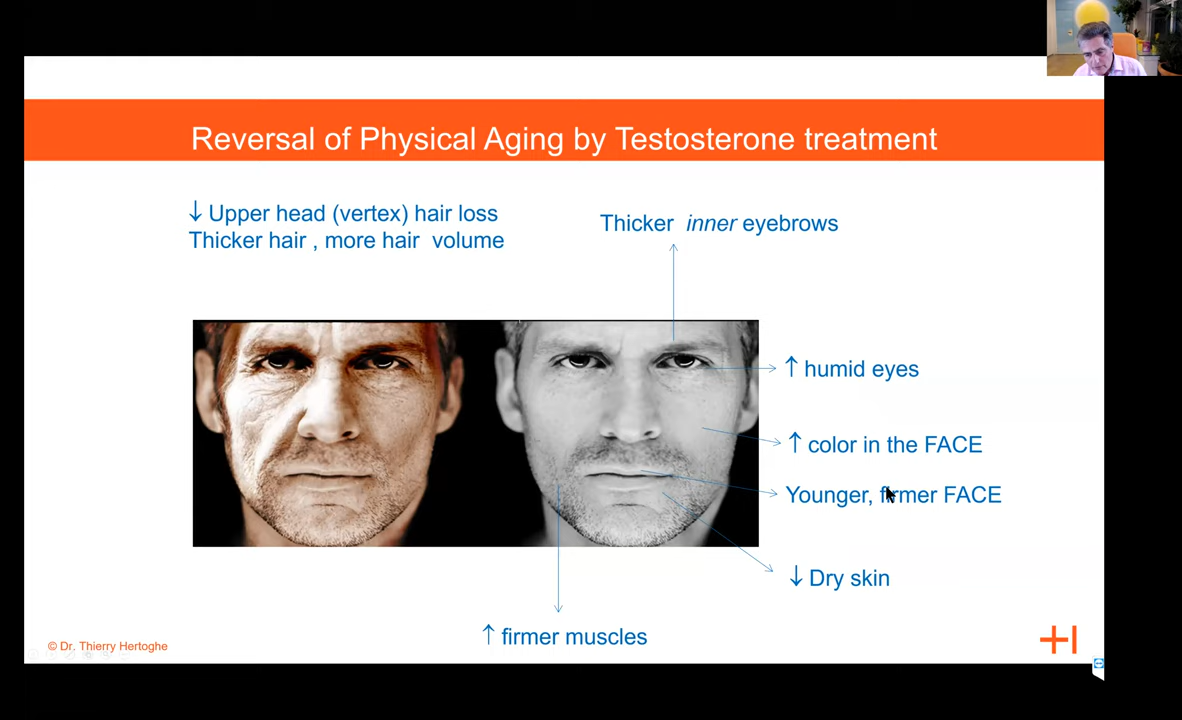 Reversal of Physical Aging by Testosterone treatment
↓ Upper head (vertex) hair loss
Thicker hair , more hair volume
Thicker inner eyebrows
↑ humid eyes
↑ color in the FACE
Younger, firmer FACE
↓ Dry skin
↑ firmer muscles
© Dr. Thierry Hertoghe